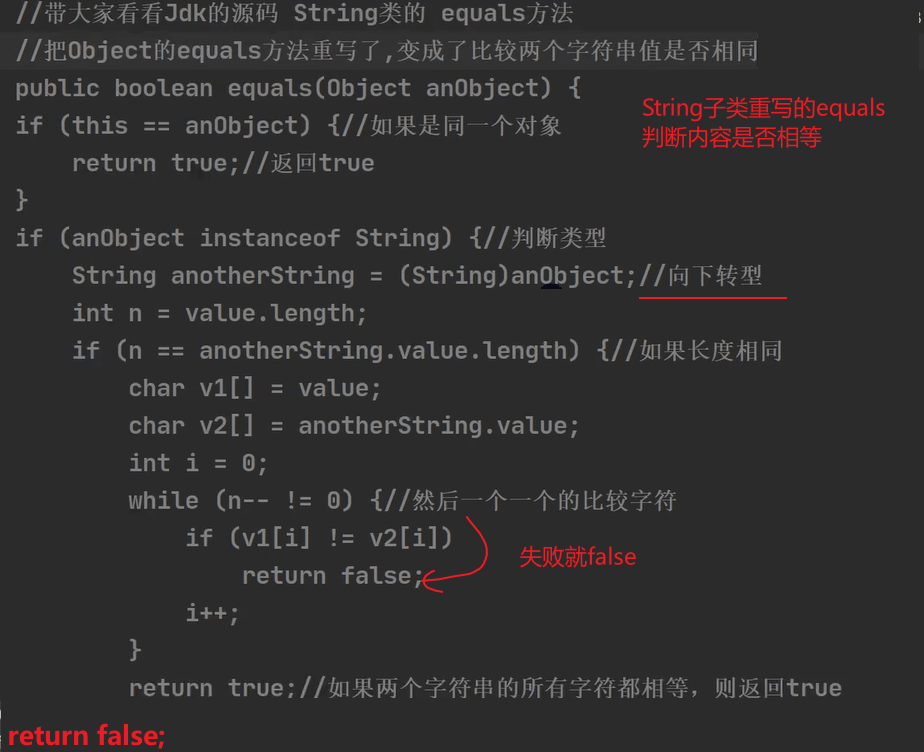 //带大家看看Jdk的源码 String类的 equals方法
//把Object的equals方法重写了,变成了比较两个字符串值是否相同
public boolean equals(Object anObject) {
String子类重写的equals
判断内容是否相等
if (this == anObject) {//如果是同一个对象
return true;//返回true
}
if (anObject instanceof String) {//判断类型
String anotherString = (String)anObject;//向下转型
int n = value.length;
if (n == anotherString.value.length) {//如果长度相同
char v1[] = value;
char v2[] = anotherString.value;
int i = 0;
while (n-- != 0) {//然后一个一个的比较字符
if (v1[i] != v2[i])
失败就false
return false;
i++;
}
return true;//如果两个字符串的所有字符都相等，则返回true
return false;